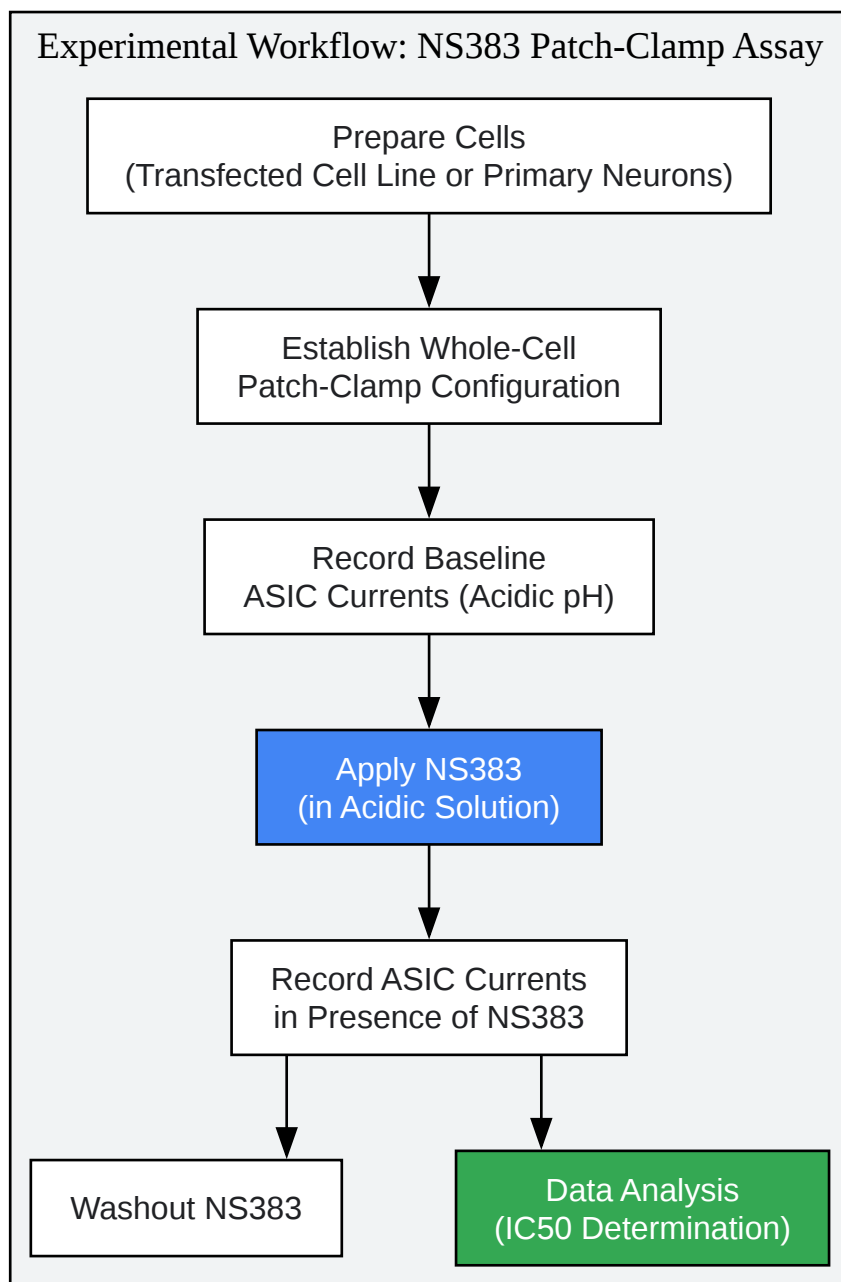 Experimental Workflow: NS383 Patch-Clamp Assay
Prepare Cells
(Transfected Cell Line or Primary Neurons)
Establish Whole-Cell
Patch-Clamp Configuration
Record Baseline
ASIC Currents (Acidic pH)
Apply NS383
(in Acidic Solution)
Record ASIC Currents
in Presence of NS383
Washout NS383
Data Analysis
(IC50 Determination)